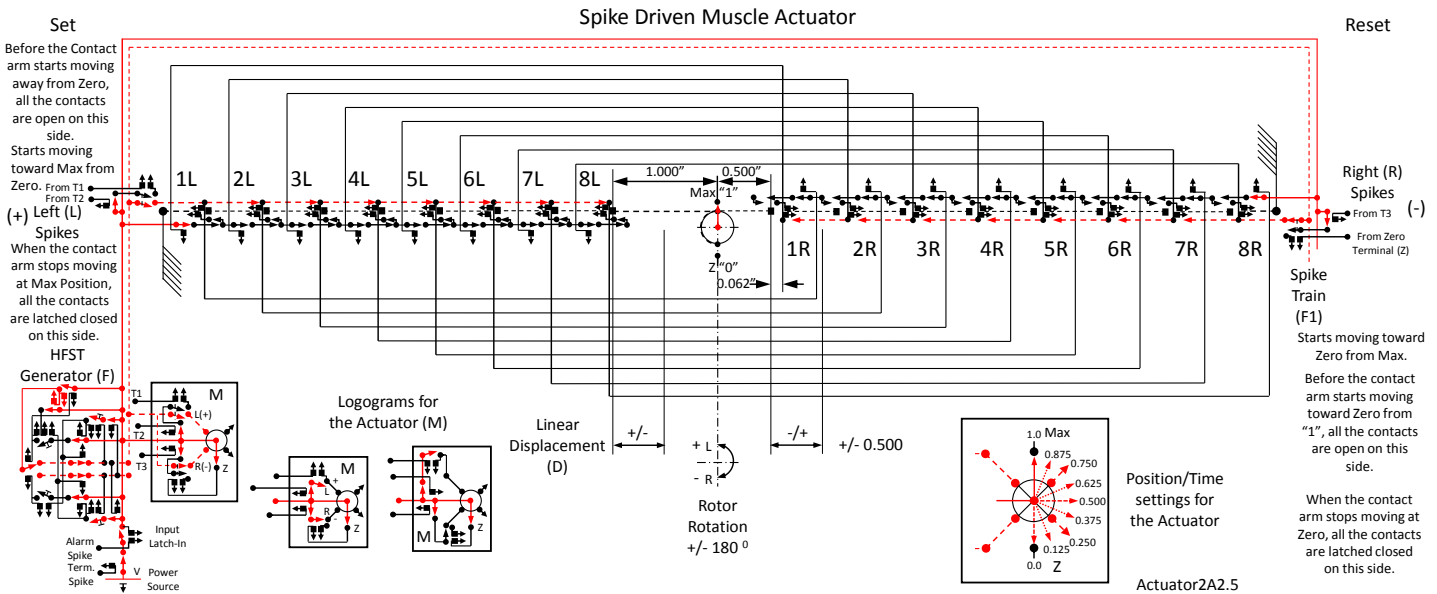 Spike Driven Muscle Actuator
Set
Before the Contact
arm starts moving
away from Zero,
all the contacts
are open on this
side.
Starts moving
toward Max from
Zero.
From T1
From T2
(+)
Left (L)
Spikes
When the contact
arm stops moving
at Max Position,
all the contacts
are latched closed
on this side.
HFST
Generator (F)
1L
2L
3L
4L
5L
6L
7L
8L
1.000”
0.500”
Max “1”
Z “0”
0.062”
1R
2R
3R
4R
5R
6R
7R
8R
Reset
Right (R)
Spikes
(-)
From T3
From Zero
Terminal (Z)
Spike
Train
(F1)
Starts moving toward
Zero from Max.
Before the contact
arm starts moving
toward Zero from
“1”, all the contacts
are open on this
side.
When the contact
arm stops moving at
Zero, all the contacts
are latched closed
on this side.
T1
T2
T3
M
L(+)
R(-)
Z
Input
Latch-In
Alarm
Spike
Term.
Spike
V
Power
Source
Logograms for
the Actuator (M)
M
L
+
R
Z
M
Z
Linear
Displacement
(D)
+/-
-/+
+/- 0.500
+ L
- R
Rotor
Rotation
+/- 180 0
1.0 Max
0.875
0.750
0.625
0.500
0.375
0.250
0.125
0.0 Z
Position/Time
settings for
the Actuator
Actuator2A2.5